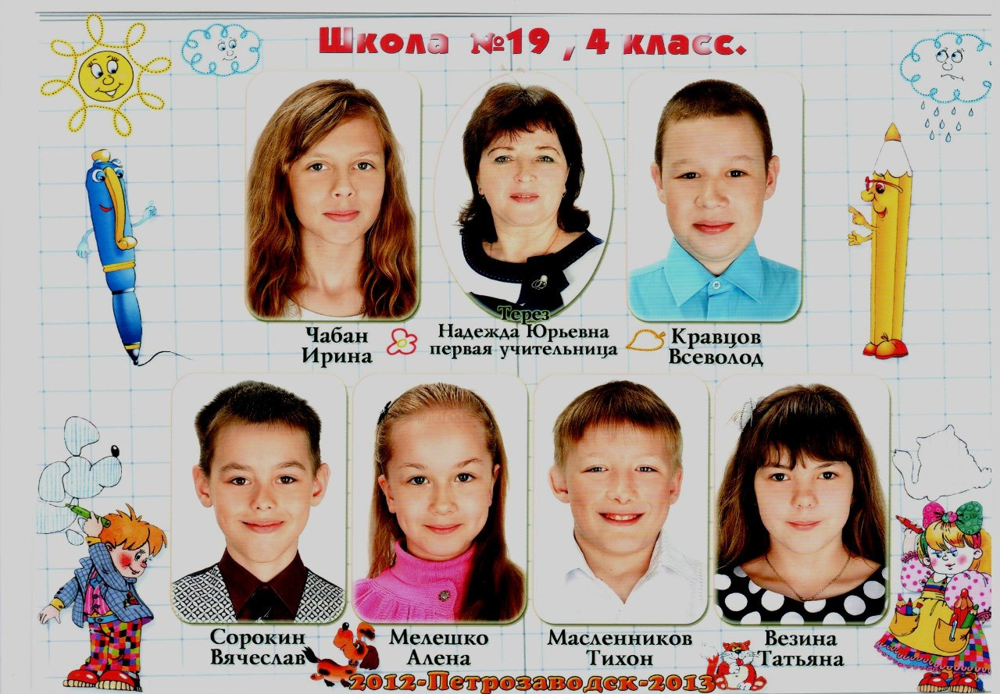 Школа №19 , 4 класс.
Чабан
Ирина
Терез
Надежда Юрьевна
первая учительница
Кравцов
Всеволод
Сорокин
Вячеслав
Мелешко
Алена
Масленников
Тихон
Везина
Татьяна
2012-Петрозаводск-2013